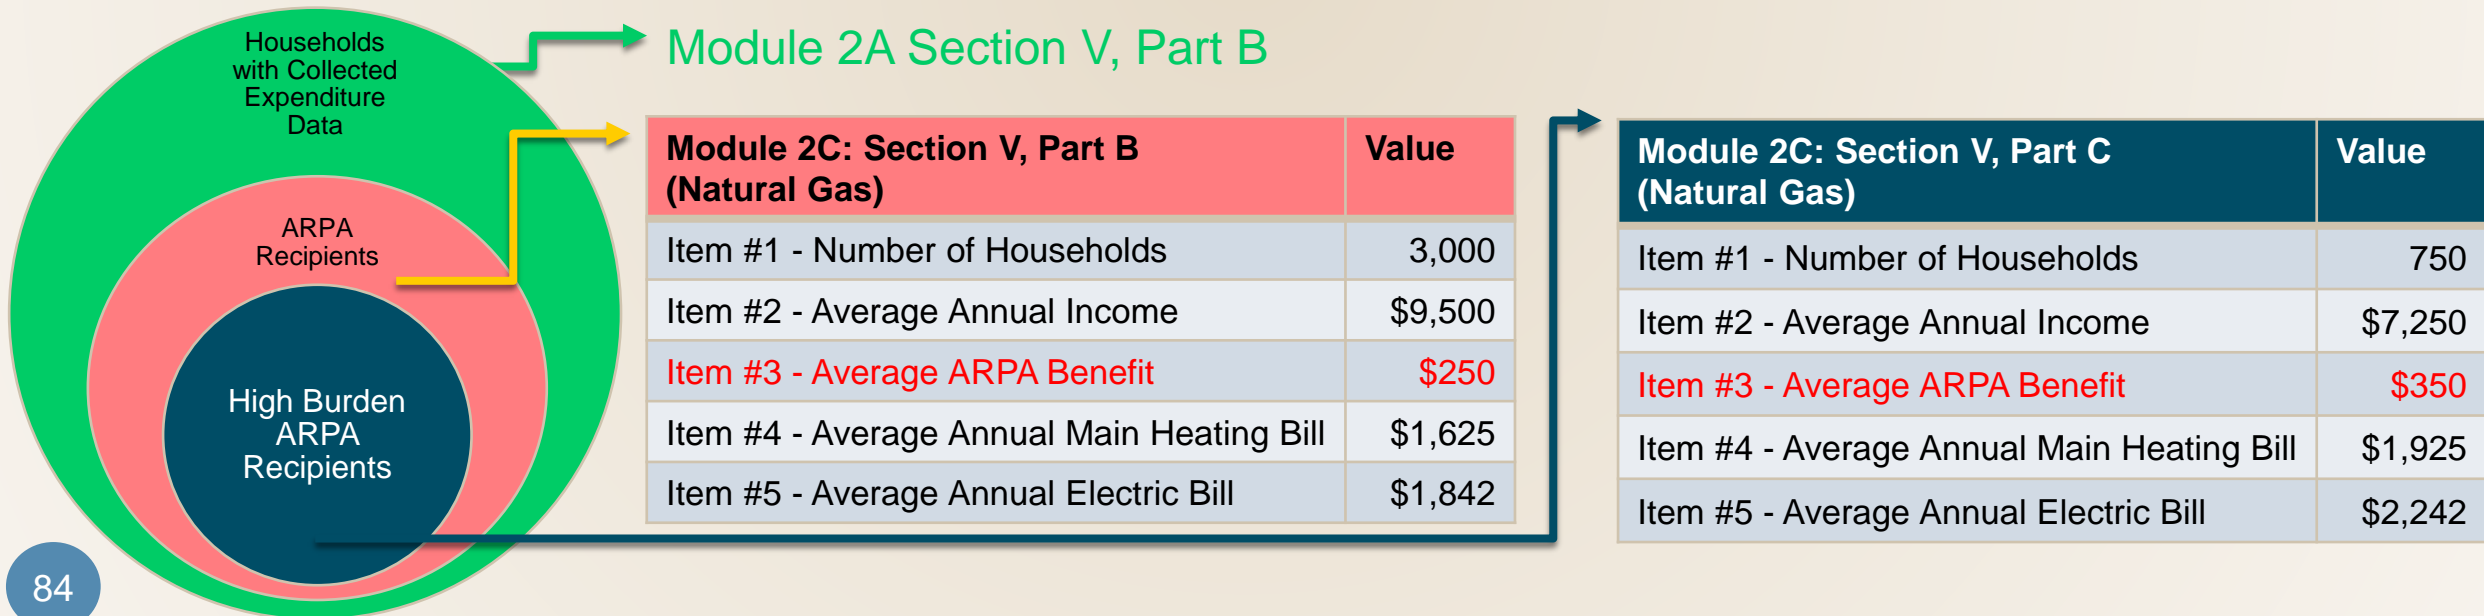 Households
with Collected
Expenditure
Data
ARPA
Recipients
High Burden
ARPA
Recipients
Module 2A Section V, Part B
Module 2C: Section V, Part B
(Natural Gas)
Value
Item #1 - Number of Households 3,000
Item #2 - Average Annual Income $9,500
Item #3 - Average ARPA Benefit $250
Item #4 - Average Annual Main Heating Bill $1,625
Item #5 - Average Annual Electric Bill $1,842
Module 2C: Section V, Part C
(Natural Gas)
Value
Item #1 - Number of Households 750
Item #2 - Average Annual Income $7,250
Item #3 - Average ARPA Benefit $350
Item #4 - Average Annual Main Heating Bill $1,925
Item #5 - Average Annual Electric Bill $2,242
84